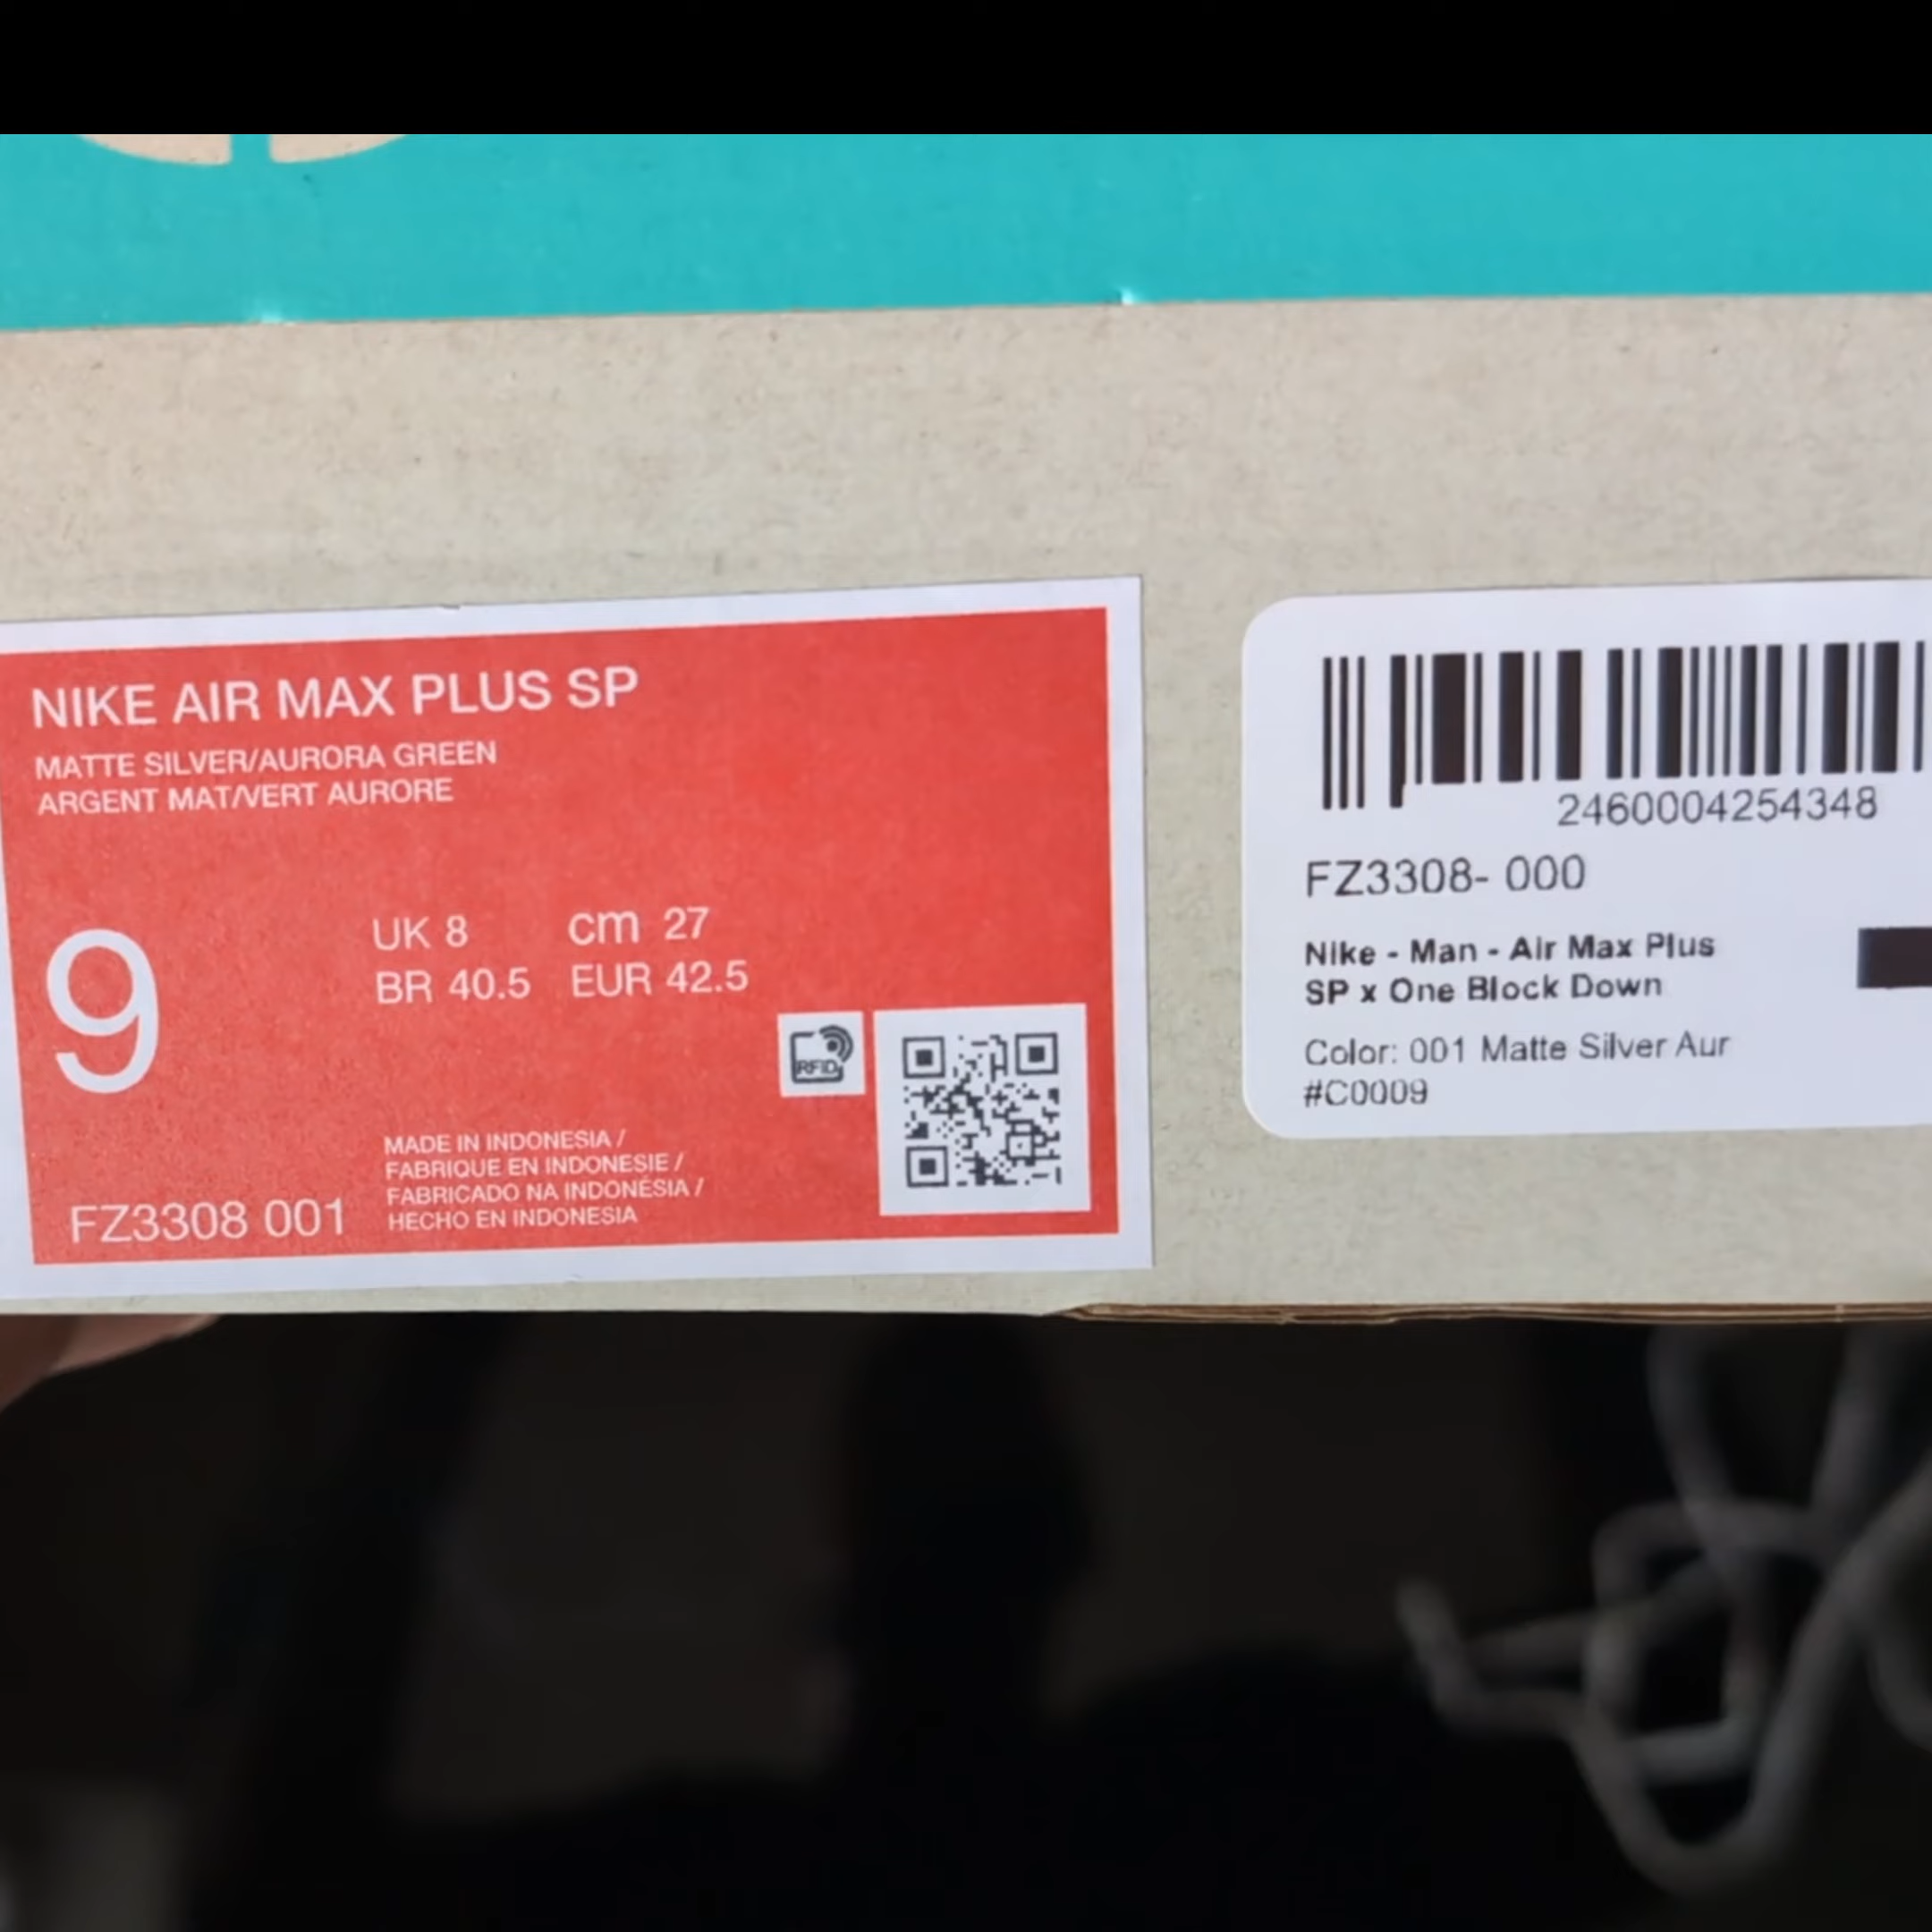 NIKE AIR MAX PLUS SP
MATTE SILVER/AURORA GREEN
ARGENT MAT/VERT AURORE
9
UK 8 cm 27
BR 40.5 EUR 42.5
RFID
MADE IN INDONESIA /
FABRIQUE EN INDONESIE /
FABRICADO NA INDONÉSIA /
HECHO EN INDONESIA
FZ3308 001
2460004254348
FZ3308- 000
Nike - Man - Air Max Plus
SP x One Block Down
Color: 001 Matte Silver Aur
#C0009